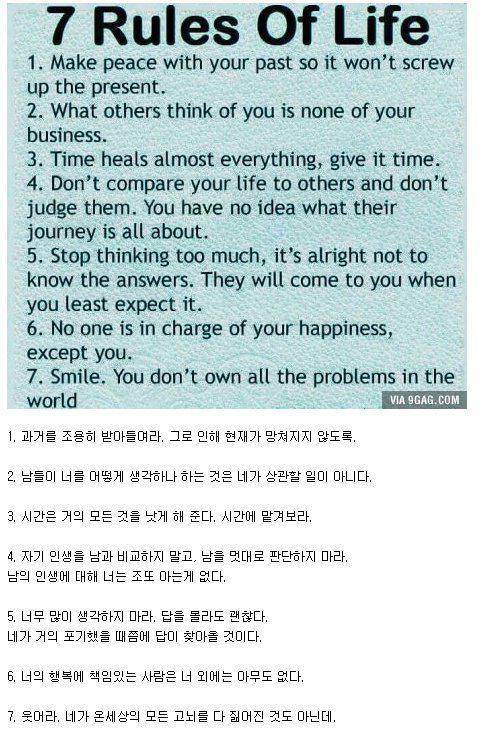 7 Rules Of Life
1. Make peace with your past so it won't screw
up the present.
2. What others think of you is none of your
business.
3. Time heals almost everything, give it time.
4. Don't compare your life to others and don't
judge them. You have no idea what their
journey is all about.
5. Stop thinking too much, it's alright not to
know the answers. They will come to you when
you least expect it.
6. No one is in charge of your happiness,
except you.
7. Smile. You don't own all the problems in the
world
VIA 9GAG.COM
1. 과거를 조용히 받아들여라. 그로 인해 현재가 망쳐지지 않도록.
2. 남들이 너를 어떻게 생각하나 하는 것은 네가 상관할 일이 아니다.
3. 시간은 거의 모든 것을 낫게 해 준다. 시간에 맡겨보라.
4. 자기 인생을 남과 비교하지 말고, 남을 멋대로 판단하지 마라.
남의 인생에 대해 너는 조또 아는게 없다.
5. 너무 많이 생각하지 마라. 답을 몰라도 괜찮다.
네가 거의 포기했을 때쯤에 답이 찾아올 것이다.
6. 너의 행복에 책임있는 사람은 너 외에는 아무도 없다.
7. 웃어라. 네가 온세상의 모든 고뇌를 다 짊어진 것도 아닌데.